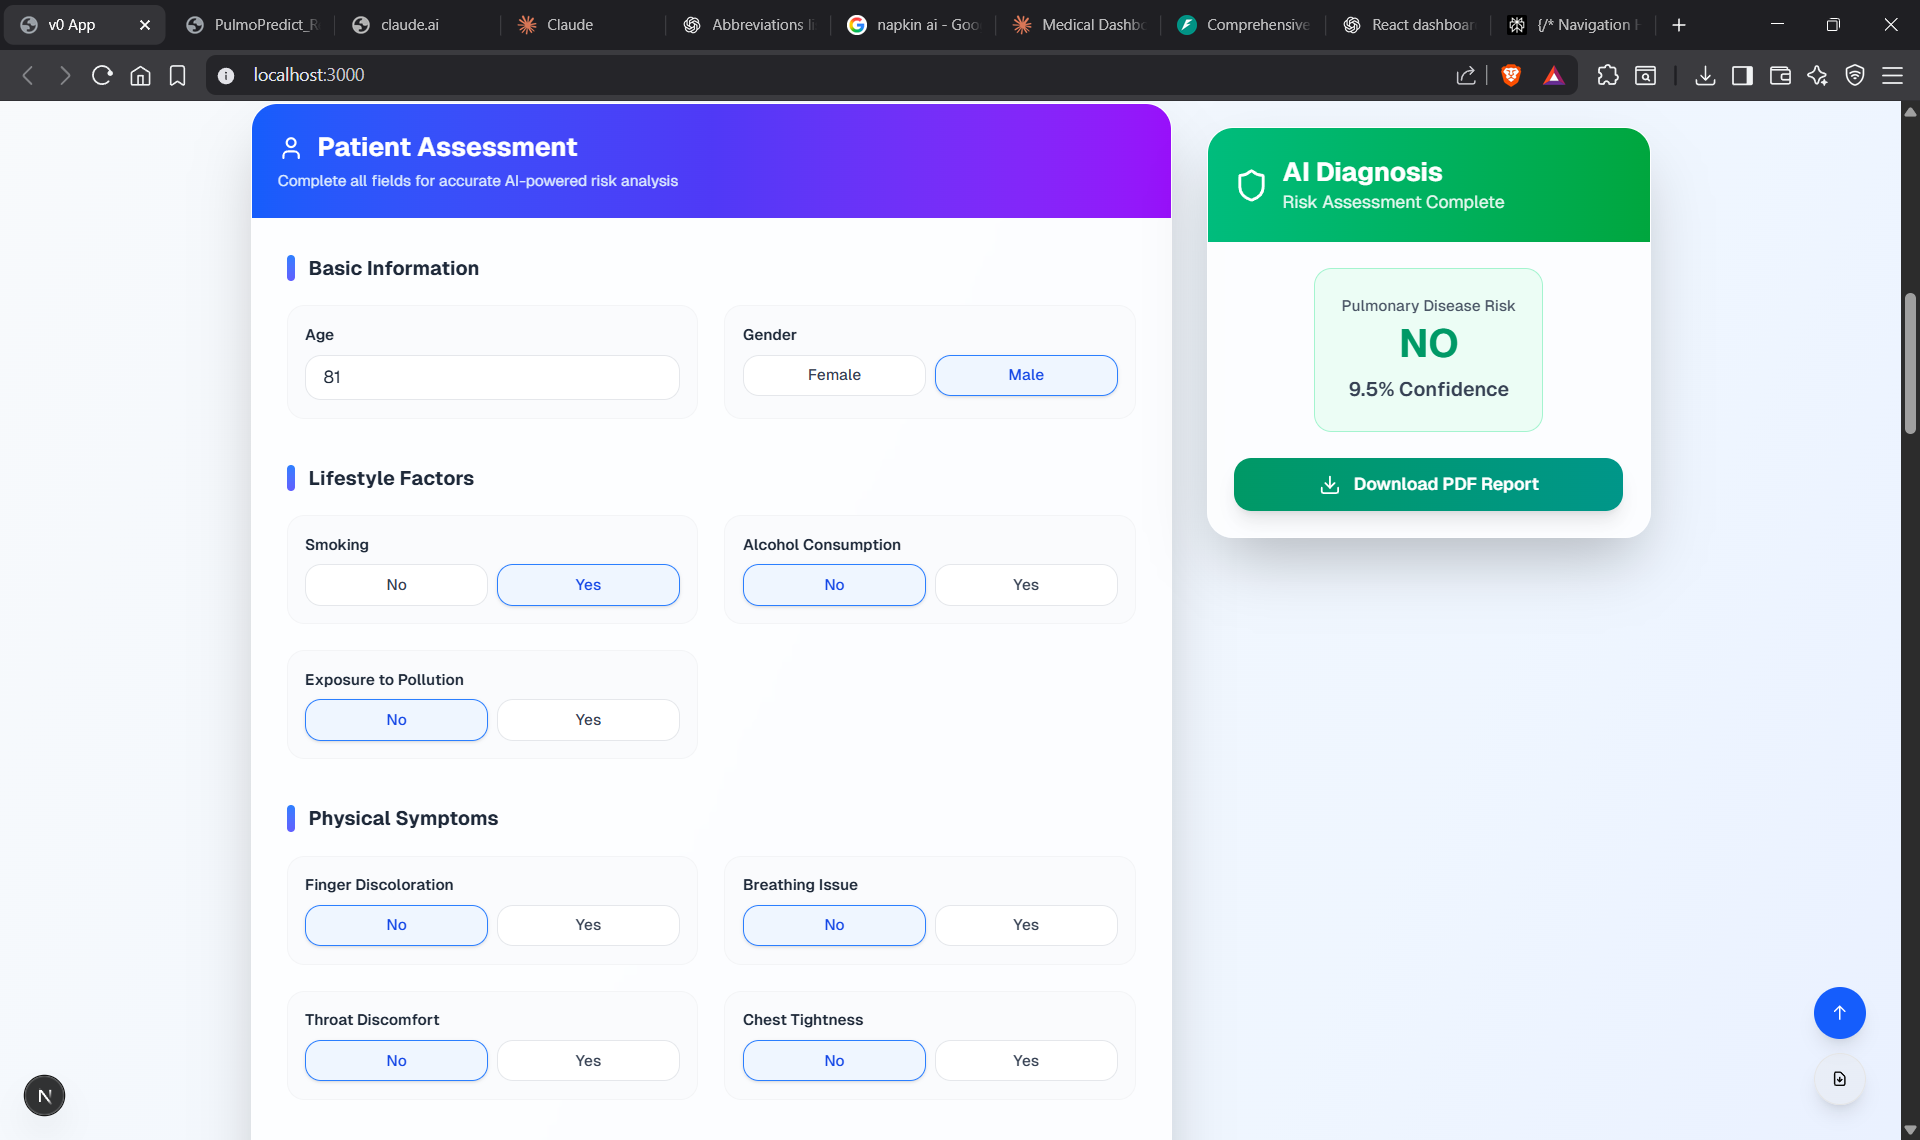 v0 App
PulmoPredict_R
claude.ai
Claude
Abbreviations li
napkin ai - Goo
Medical Dashbo
Comprehensive
React dashboar
{/* Navigation H
localhost:3000
Patient Assessment
Complete all fields for accurate AI-powered risk analysis
Basic Information
Age
81
Gender
Female
Male
Lifestyle Factors
Smoking
No
Yes
Alcohol Consumption
No
Yes
Exposure to Pollution
No
Yes
Physical Symptoms
Finger Discoloration
No
Yes
Breathing Issue
No
Yes
Throat Discomfort
No
Yes
Chest Tightness
No
Yes
AI Diagnosis
Risk Assessment Complete
Pulmonary Disease Risk
NO
9.5% Confidence
Download PDF Report
N